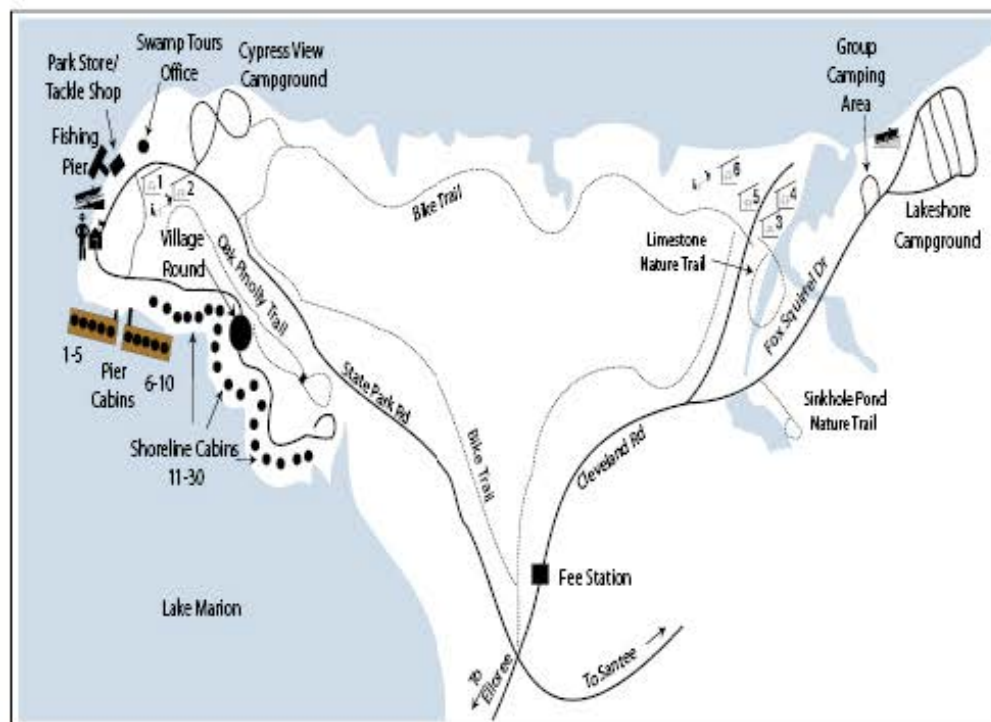 Swamp Tours
Office
Cypress View
Campground
Park Store/
Tackle Shop
Fishing
Pier
Group
Camping
Area
1
2
6
5
4
3
Bike Trail
Lakeshore
Campground
Limestone
Nature Trail
Village
Round
Oak Pinolly Trail
Fox Squirrel Dr
1-5
6-10
Pier
Cabins
State Park Rd
Sinkhole Pond
Nature Trail
Shoreline Cabins
11-30
Bike Trail
Cleveland Rd
Fee Station
Lake Marion
To
Elloree
To Santee